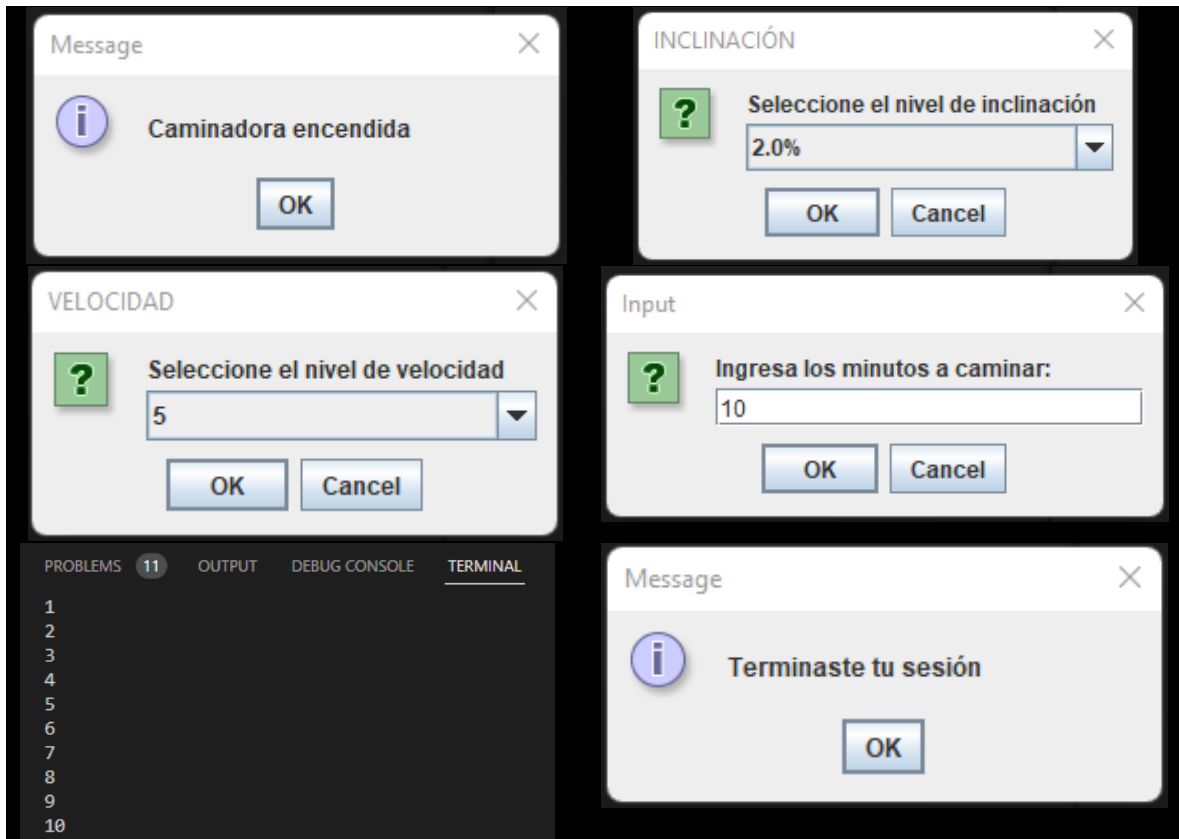 Message
Caminadora encendida
OK
INCLINACIÓN
Seleccione el nivel de inclinación
2.0%
OK Cancel
VELOCIDAD
Seleccione el nivel de velocidad
5
OK Cancel
Input
Ingresa los minutos a caminar:
10
OK Cancel
PROBLEMS 11 OUTPUT DEBUG CONSOLE TERMINAL
1
2
3
4
5
6
7
8
9
10
Message
Terminaste tu sesión
OK